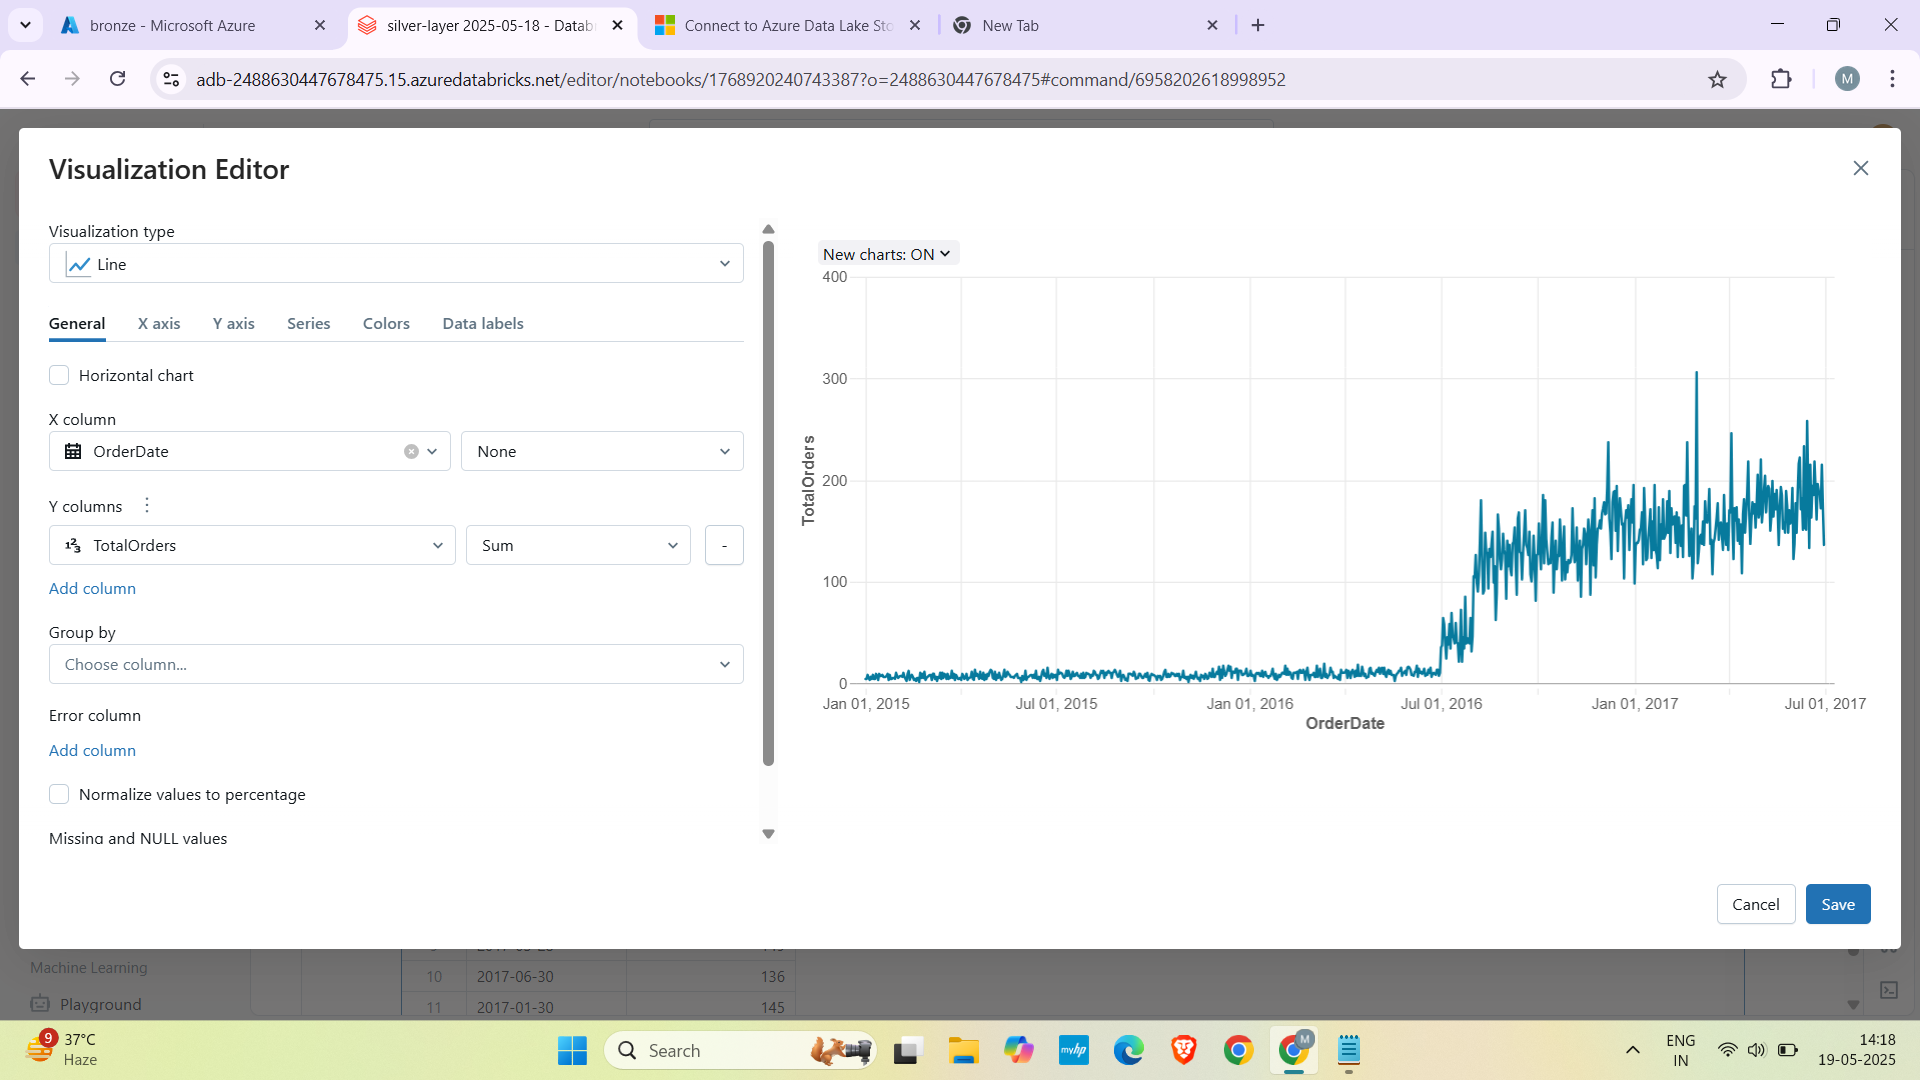 bronze - Microsoft Azure
silver-layer 2025-05-18 - Datab
Connect to Azure Data Lake Sto
New Tab
adb-2488630447678475.15.azuredatabricks.net/editor/notebooks/1768920240743387?o=2488630447678475#command/6958202618998952
M
Visualization Editor
Visualization type
Line
General
X axis
Y axis
Series
Colors
Data labels
Horizontal chart
X column
OrderDate
None
Y columns
1²3 TotalOrders
Sum
-
Add column
Group by
Choose column...
Error column
Add column
Normalize values to percentage
Missing and NULL values
New charts: ON
400
300
200
100
0
TotalOrders
Jan 01, 2015
Jul 01, 2015
Jan 01, 2016
Jul 01, 2016
Jan 01, 2017
Jul 01, 2017
OrderDate
Cancel
Save
Machine Learning
Playground
10 2017-06-30 136
11 2017-01-30 145
9
37°C
Haze
Search
myhp
M
ENG
IN
14:18
19-05-2025